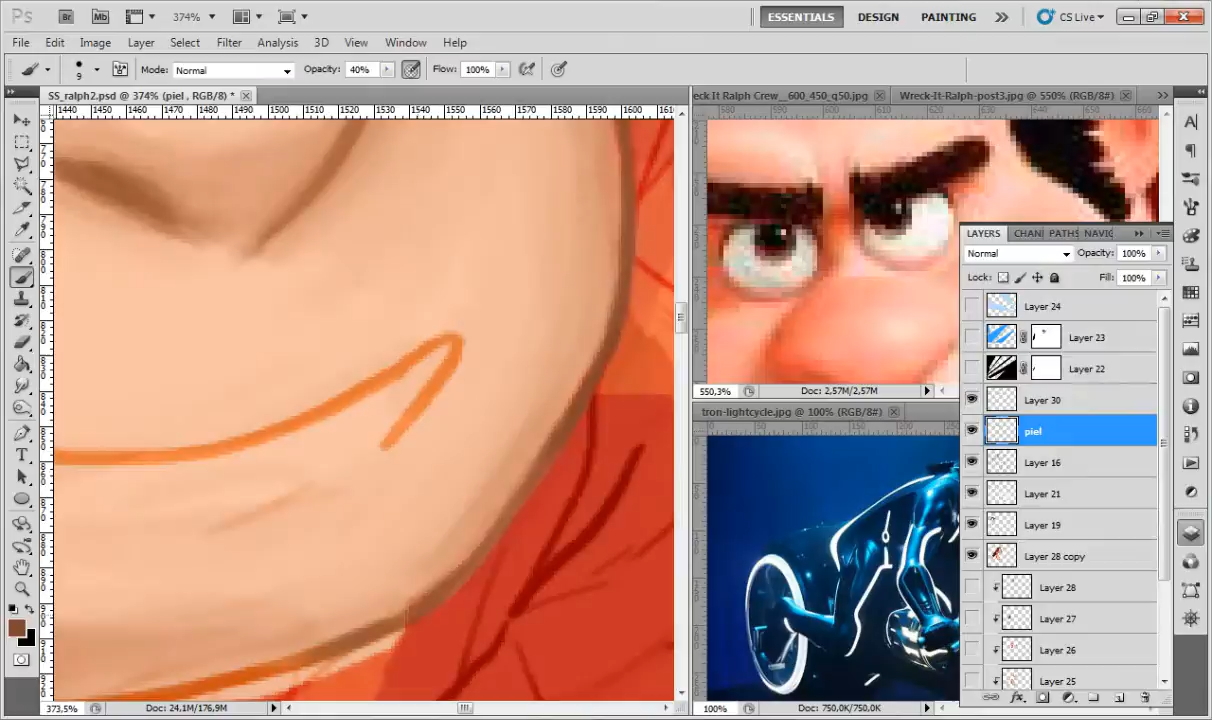 Ps Br Mb 374% ESSENTIALS DESIGN PAINTING CS Live
File Edit Image Layer Select Filter Analysis 3D View Window Help
9 Mode: Normal Opacity: 40% Flow: 100%
SS_ralph2.psd @ 374% (piel , RGB/8) *
eck It Ralph Crew__600_450_q50.jpg
Wreck-It-Ralph-post3.jpg @ 550% (RGB/8#)
1440 1450 1460 1470 1480 1490 1500 1510 1520 1530 1540 1550 1560 1570 1580 1590 1600 161
LAYERS CHAN PATHS NAVIC
Normal Opacity: 100%
Lock: Fill: 100%
Layer 24
Layer 23
Layer 22
Layer 30
piel
Layer 16
Layer 21
Layer 19
Layer 28 copy
Layer 28
Layer 27
Layer 26
Layer 25
550,3% Doc: 2,57M/2,57M
tron-lightcycle.jpg @ 100% (RGB/8#)
373,5% Doc: 24,1M/176,9M
100% Doc: 750,0K/750,0K